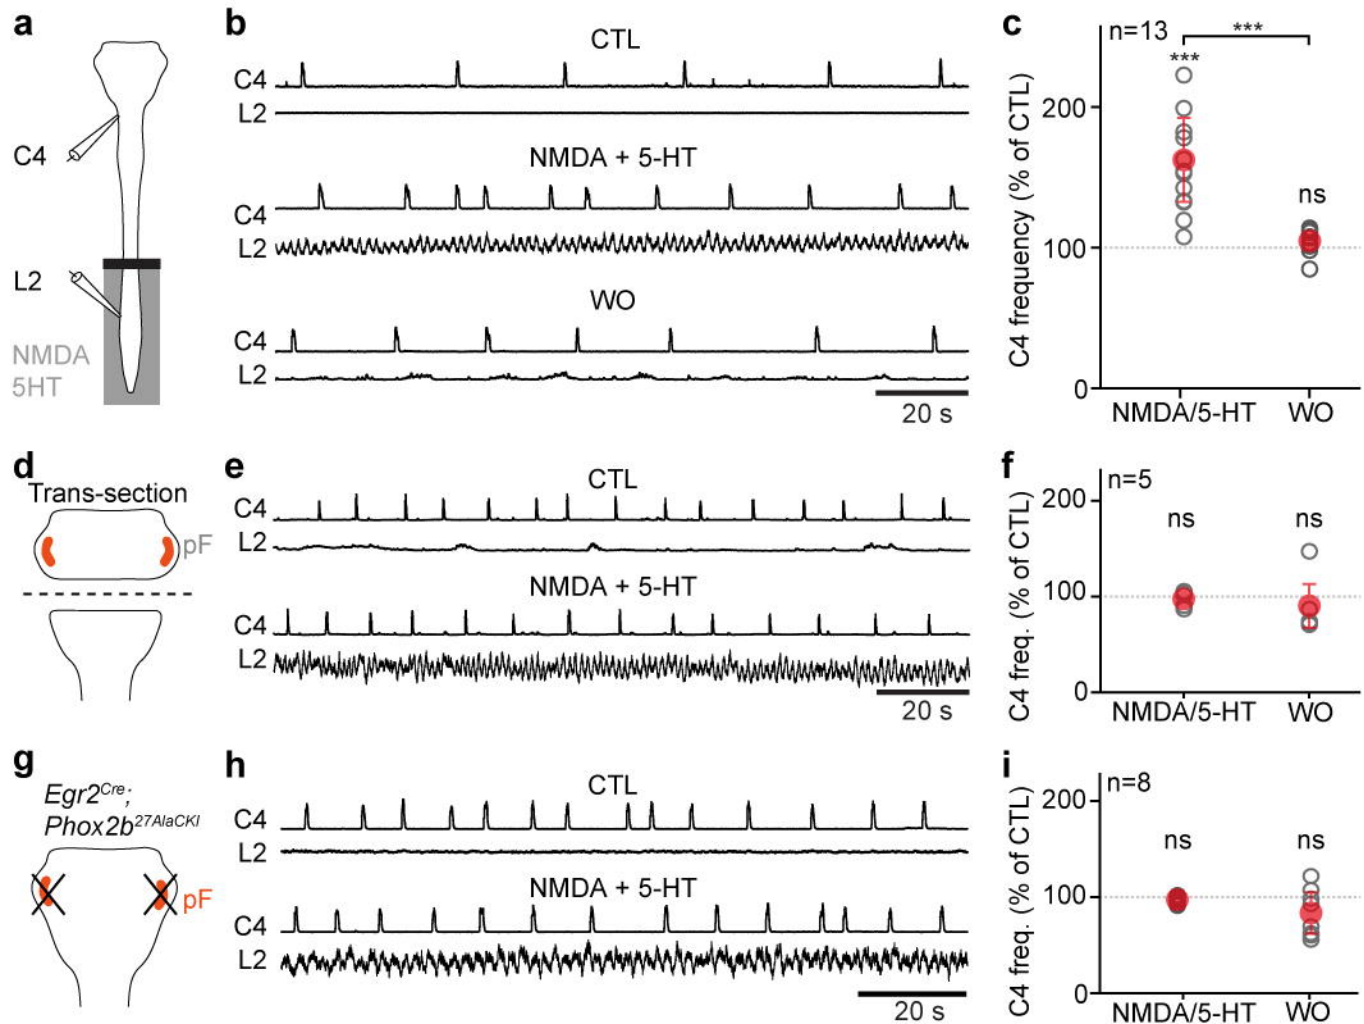 a
C4
L2
NMDA
5HT
b
CTL
C4
L2
NMDA + 5-HT
C4
L2
WO
C4
L2
20 s
c
n=13
***
***
ns
C4 frequency (% of CTL)
200
100
0
NMDA/5-HT
WO
d
Trans-section
pF
e
CTL
C4
L2
NMDA + 5-HT
C4
L2
20 s
f
n=5
ns
ns
C4 freq. (% of CTL)
200
100
0
NMDA/5-HT
WO
g
Egr2Cre;
Phox2b27AlaCKI
pF
h
CTL
C4
L2
NMDA + 5-HT
C4
L2
20 s
i
n=8
ns
ns
C4 freq. (% of CTL)
200
100
0
NMDA/5-HT
WO